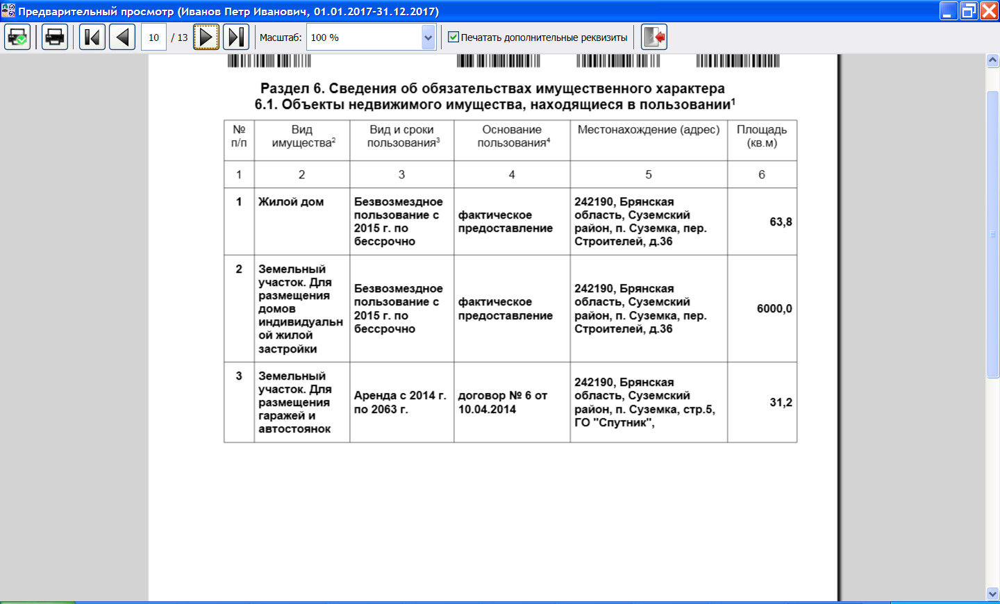 Предварительный просмотр (Иванов Петр Иванович, 01.01.2017-31.12.2017)
10 / 13 Масштаб: 100 % Печатать дополнительные реквизиты
Раздел 6. Сведения об обязательствах имущественного характера
6.1. Объекты недвижимого имущества, находящиеся в пользовании¹
№
п/п
Вид
имущества²
Вид и сроки
пользования³
Основание
пользования⁴
Местонахождение (адрес)
Площадь
(кв.м)
1 2 3 4 5 6
1
Жилой дом
Безвозмездное
пользование с
2015 г. по
бессрочно
фактическое
предоставление
242190, Брянская
область, Суземский
район, п. Суземка, пер.
Строителей, д.36
63,8
2
Земельный
участок. Для
размещения
домов
индивидуальн
ой жилой
застройки
Безвозмездное
пользование с
2015 г. по
бессрочно
фактическое
предоставление
242190, Брянская
область, Суземский
район, п. Суземка, пер.
Строителей, д.36
6000,0
3
Земельный
участок. Для
размещения
гаражей и
автостоянок
Аренда с 2014 г.
по 2063 г.
договор № 6 от
10.04.2014
242190, Брянская
область, Суземский
район, п. Суземка, стр.5,
ГО "Спутник",
31,2